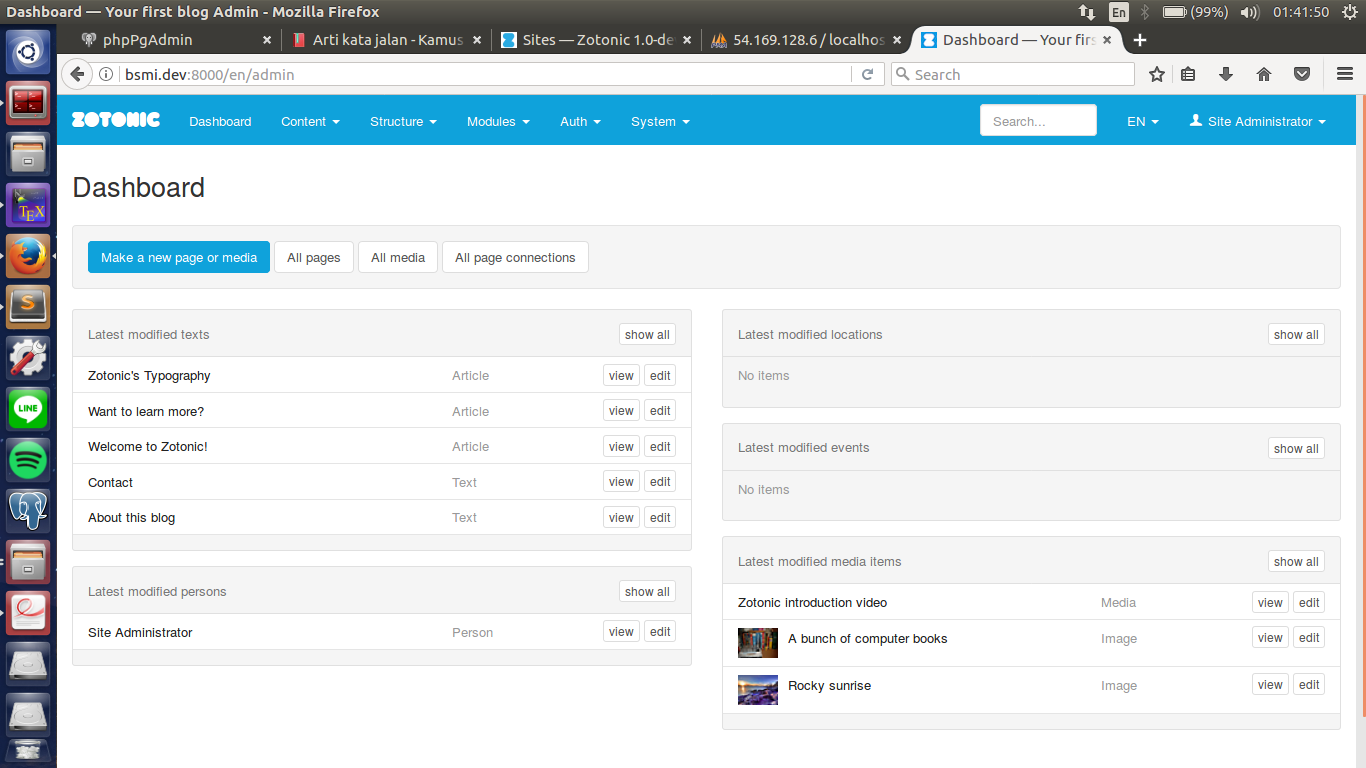 Dashboard — Your first blog Admin - Mozilla Firefox
En (99%) 01:41:50
phpPgAdmin
Arti kata jalan - Kamus
Sites — Zotonic 1.0-de
54.169.128.6 / localhos
Dashboard — Your firs
bsmi.dev:8000/en/admin
Search
ZOTONIC Dashboard Content Structure Modules Auth System Search... EN Site Administrator
Dashboard
Make a new page or media All pages All media All page connections
Latest modified texts show all
Zotonic's Typography Article view edit
Want to learn more? Article view edit
Welcome to Zotonic! Article view edit
Contact Text view edit
About this blog Text view edit
Latest modified persons show all
Site Administrator Person view edit
Latest modified locations show all
No items
Latest modified events show all
No items
Latest modified media items show all
Zotonic introduction video Media view edit
A bunch of computer books Image view edit
Rocky sunrise Image view edit
TEX
S
LINE